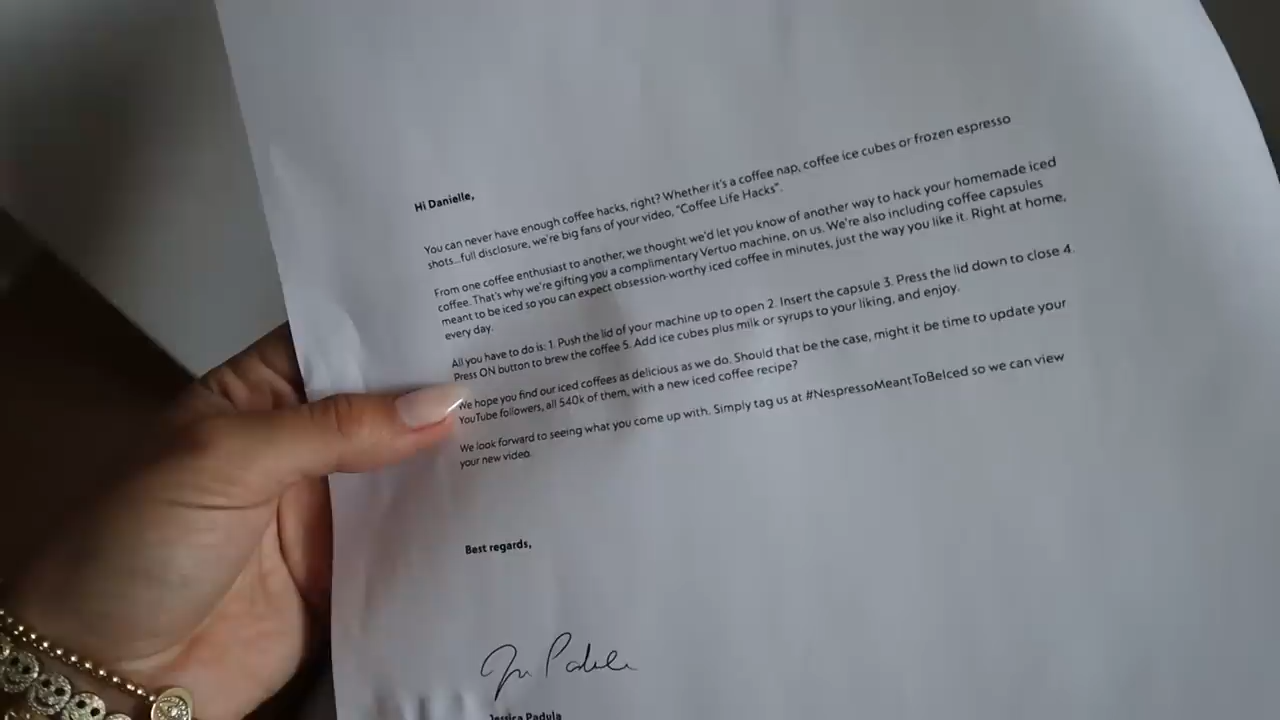 Hi Danielle,
You can never have enough coffee hacks, right? Whether it's a coffee nap, coffee ice cubes or frozen espresso
shots...full disclosure, we're big fans of your video, "Coffee Life Hacks".
From one coffee enthusiast to another, we thought we'd let you know of another way to hack your homemade iced
coffee. That's why we're gifting you a complimentary Vertuo machine, on us. We're also including coffee capsules
meant to be iced so you can expect obsession-worthy iced coffee in minutes, just the way you like it. Right at home,
every day.
All you have to do is: 1. Push the lid of your machine up to open 2. Insert the capsule 3. Press the lid down to close 4.
Press ON button to brew the coffee 5. Add ice cubes plus milk or syrups to your liking, and enjoy.
We hope you find our iced coffees as delicious as we do. Should that be the case, might it be time to update your
YouTube followers, all 540k of them, with a new iced coffee recipe?
We look forward to seeing what you come up with. Simply tag us at #NespressoMeantToBeIced so we can view
your new video.
Best regards,
Jessica Padula